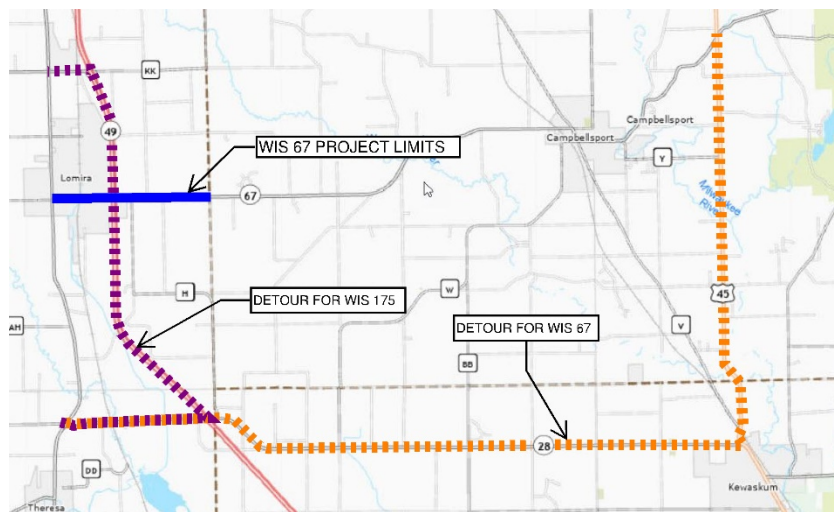 KK
49
Campbellsport
Campbellsport
WIS 67 PROJECT LIMITS
Y
Lomira
67
Milwaukee
River
H
W
45
DETOUR FOR WIS 175
DETOUR FOR WIS 67
V
AH
BB
28
DD
Kewaskum
Theresa